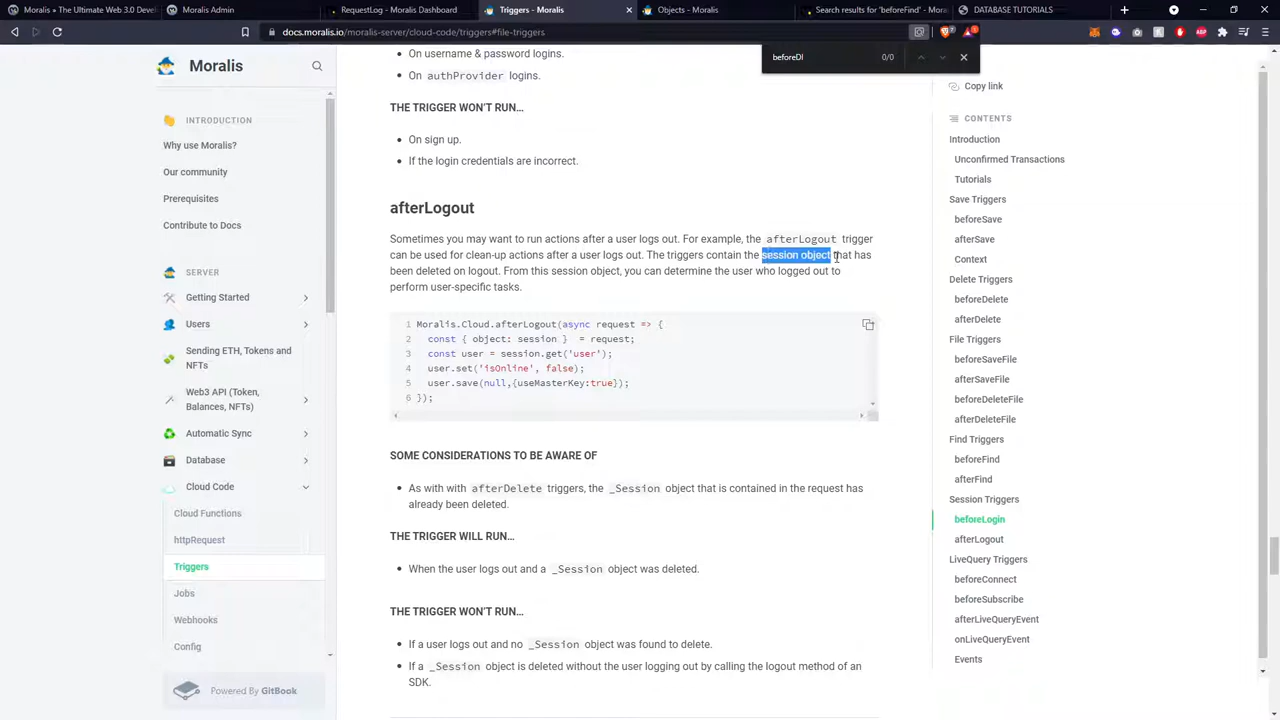 Moralis » The Ultimate Web 3.0 Dev
Moralis Admin
RequestLog - Moralis Dashboard
Triggers - Moralis
Objects - Moralis
Search results for 'beforeFind' - Mora
DATABASE TUTORIALS
docs.moralis.io/moralis-server/cloud-code/triggers#file-triggers
beforeDl
0/0
Moralis
INTRODUCTION
Why use Moralis?
Our community
Prerequisites
Contribute to Docs
SERVER
Getting Started
Users
Sending ETH, Tokens and
NFTs
Web3 API (Token,
Balances, NFTs)
Automatic Sync
Database
Cloud Code
Cloud Functions
httpRequest
Triggers
Jobs
Webhooks
Config
Powered By GitBook
• On username & password logins.
• On authProvider logins.
THE TRIGGER WON'T RUN…
• On sign up.
• If the login credentials are incorrect.
afterLogout
Sometimes you may want to run actions after a user logs out. For example, the afterLogout trigger
can be used for clean-up actions after a user logs out. The triggers contain the session object that has
been deleted on logout. From this session object, you can determine the user who logged out to
perform user-specific tasks.
1 Moralis.Cloud.afterLogout(async request => {
2 const { object: session } = request;
3 const user = session.get('user');
4 user.set('isOnline', false);
5 user.save(null,{useMasterKey:true});
6 });
SOME CONSIDERATIONS TO BE AWARE OF
• As with with afterDelete triggers, the _Session object that is contained in the request has
already been deleted.
THE TRIGGER WILL RUN…
• When the user logs out and a _Session object was deleted.
THE TRIGGER WON'T RUN…
• If a user logs out and no _Session object was found to delete.
• If a _Session object is deleted without the user logging out by calling the logout method of an
SDK.
Copy link
CONTENTS
Introduction
Unconfirmed Transactions
Tutorials
Save Triggers
beforeSave
afterSave
Context
Delete Triggers
beforeDelete
afterDelete
File Triggers
beforeSaveFile
afterSaveFile
beforeDeleteFile
afterDeleteFile
Find Triggers
beforeFind
afterFind
Session Triggers
beforeLogin
afterLogout
LiveQuery Triggers
beforeConnect
beforeSubscribe
afterLiveQueryEvent
onLiveQueryEvent
Events